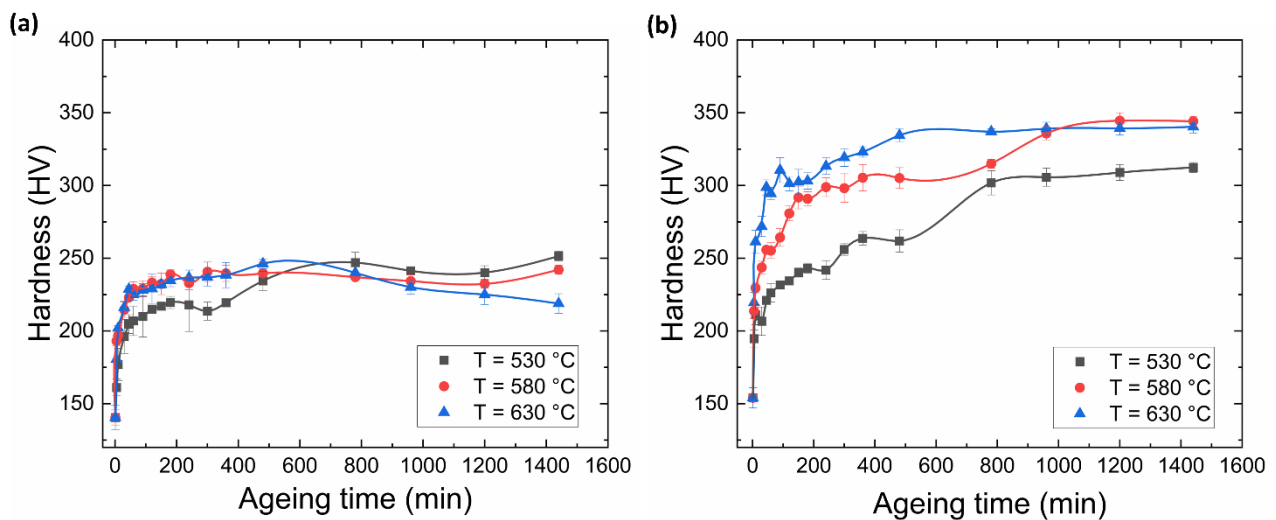 (a)
400
350
300
250
200
150
Hardness (HV)
0 200 400 600 800 1000 1200 1400 1600
Ageing time (min)
T = 530 °C
T = 580 °C
T = 630 °C
(b)
400
350
300
250
200
150
Hardness (HV)
0 200 400 600 800 1000 1200 1400 1600
Ageing time (min)
T = 530 °C
T = 580 °C
T = 630 °C